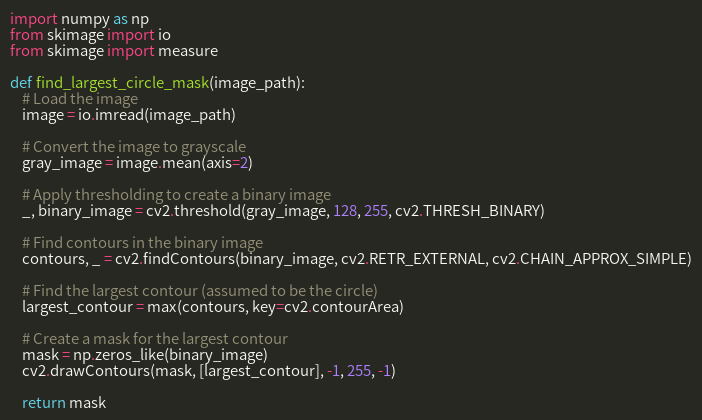 import numpy as np
from skimage import io
from skimage import measure
def find_largest_circle_mask(image_path):
# Load the image
image = io.imread(image_path)
# Convert the image to grayscale
gray_image = image.mean(axis=2)
# Apply thresholding to create a binary image
_, binary_image = cv2.threshold(gray_image, 128, 255, cv2.THRESH_BINARY)
# Find contours in the binary image
contours, _ = cv2.findContours(binary_image, cv2.RETR_EXTERNAL, cv2.CHAIN_APPROX_SIMPLE)
# Find the largest contour (assumed to be the circle)
largest_contour = max(contours, key=cv2.contourArea)
# Create a mask for the largest contour
mask = np.zeros_like(binary_image)
cv2.drawContours(mask, [largest_contour], -1, 255, -1)
return mask